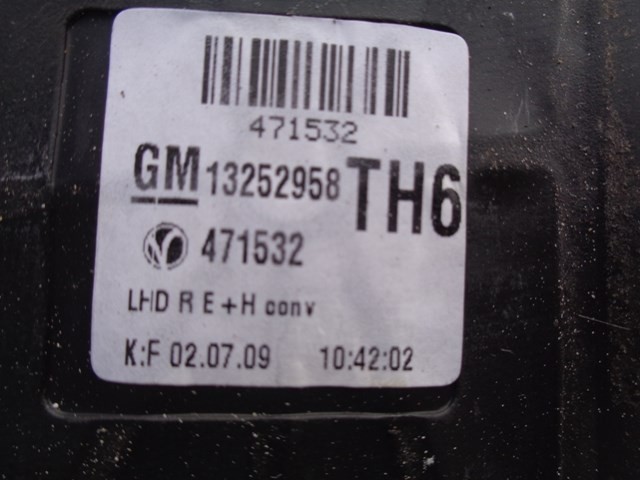 471532
GM 13252958 TH6
471532
LHD R E+H conv
K:F 02.07.09 10:42:02